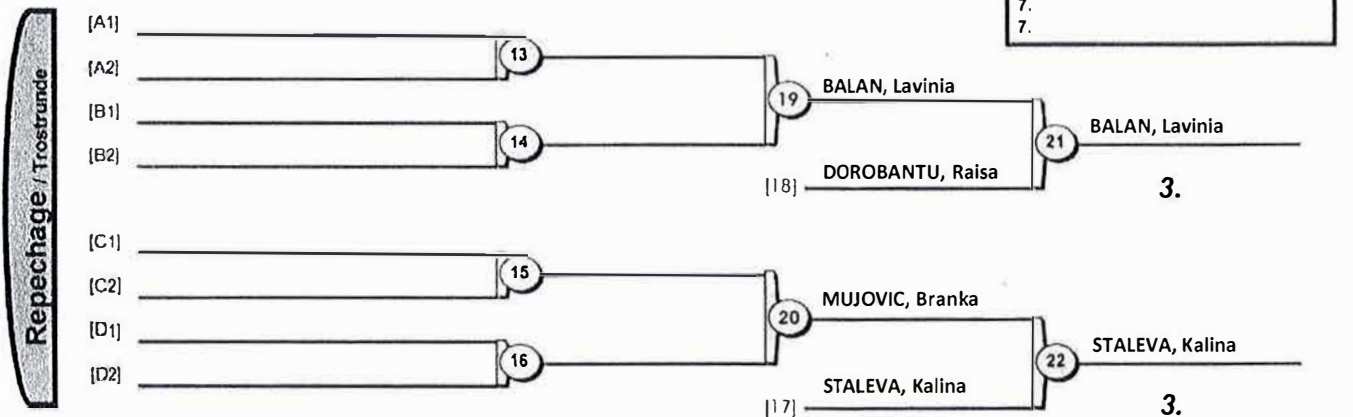 7.
7.
Repechage / Trostrunde
[A1]
13
[A2]
19
BALAN, Lavinia
[B1]
14
21
BALAN, Lavinia
[B2]
[18]
DOROBANTU, Raisa
3.
[C1]
15
[C2]
20
MUJOVIC, Branka
[D1]
16
22
STALEVA, Kalina
[D2]
[17]
STALEVA, Kalina
3.